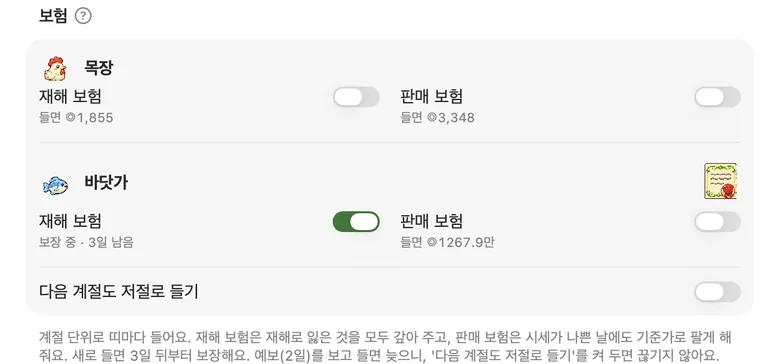 보험 ?
목장
재해 보험
들면 ◎1,855
판매 보험
들면 ◎3,348
바닷가
재해 보험
보장 중 · 3일 남음
판매 보험
들면 ◎1267.9만
다음 계절도 저절로 들기
계절 단위로 띠마다 들어요. 재해 보험은 재해로 잃은 것을 모두 갚아 주고, 판매 보험은 시세가 나쁜 날에도 기준가로 팔게 해
줘요. 새로 들면 3일 뒤부터 보장해요. 예보(2일)를 보고 들면 늦으니, '다음 계절도 저절로 들기'를 켜 두면 끊기지 않아요.